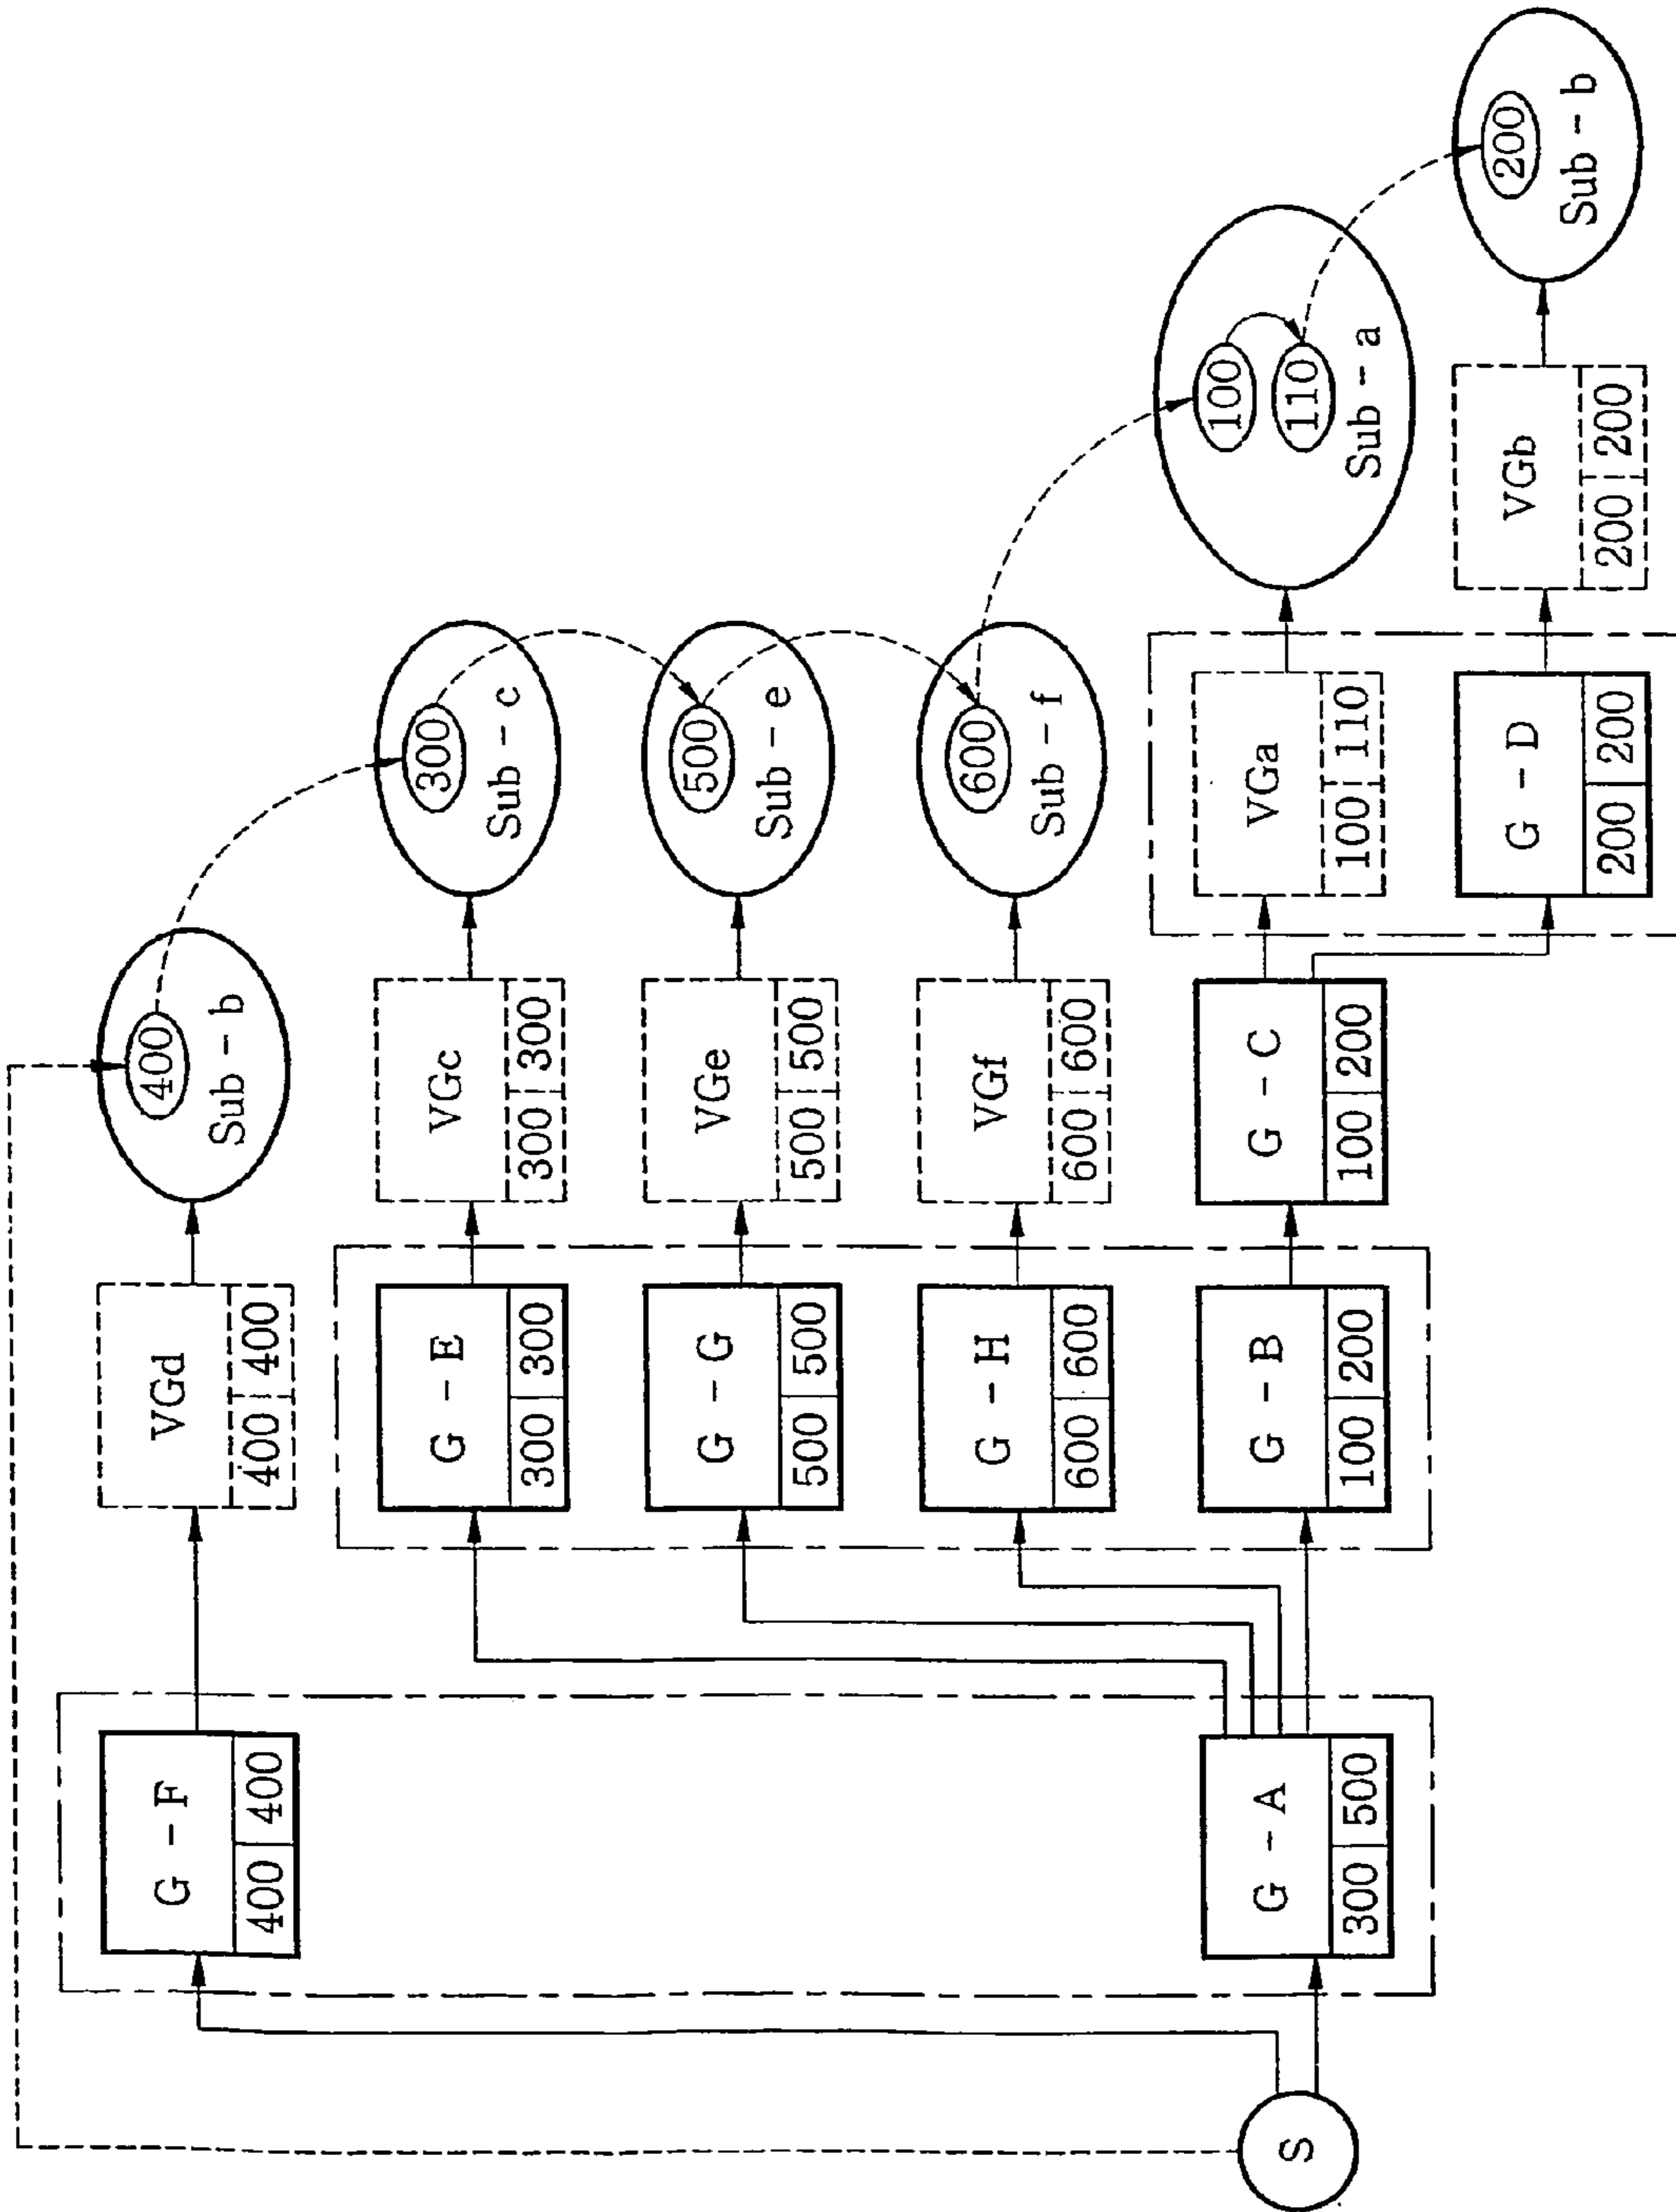 S
G - F
400 400
VGd
400 400
400
Sub - b
G - A
300 500
G - E
300 300
VGc
300 300
300
Sub - c
G - G
500 500
VGe
500 500
500
Sub - e
G - H
600 600
VGf
600 600
600
Sub - f
G - B
100 200
G - C
100 200
VGa
100 110
100
110
Sub - a
G - D
200 200
VGb
200 200
200
Sub - b